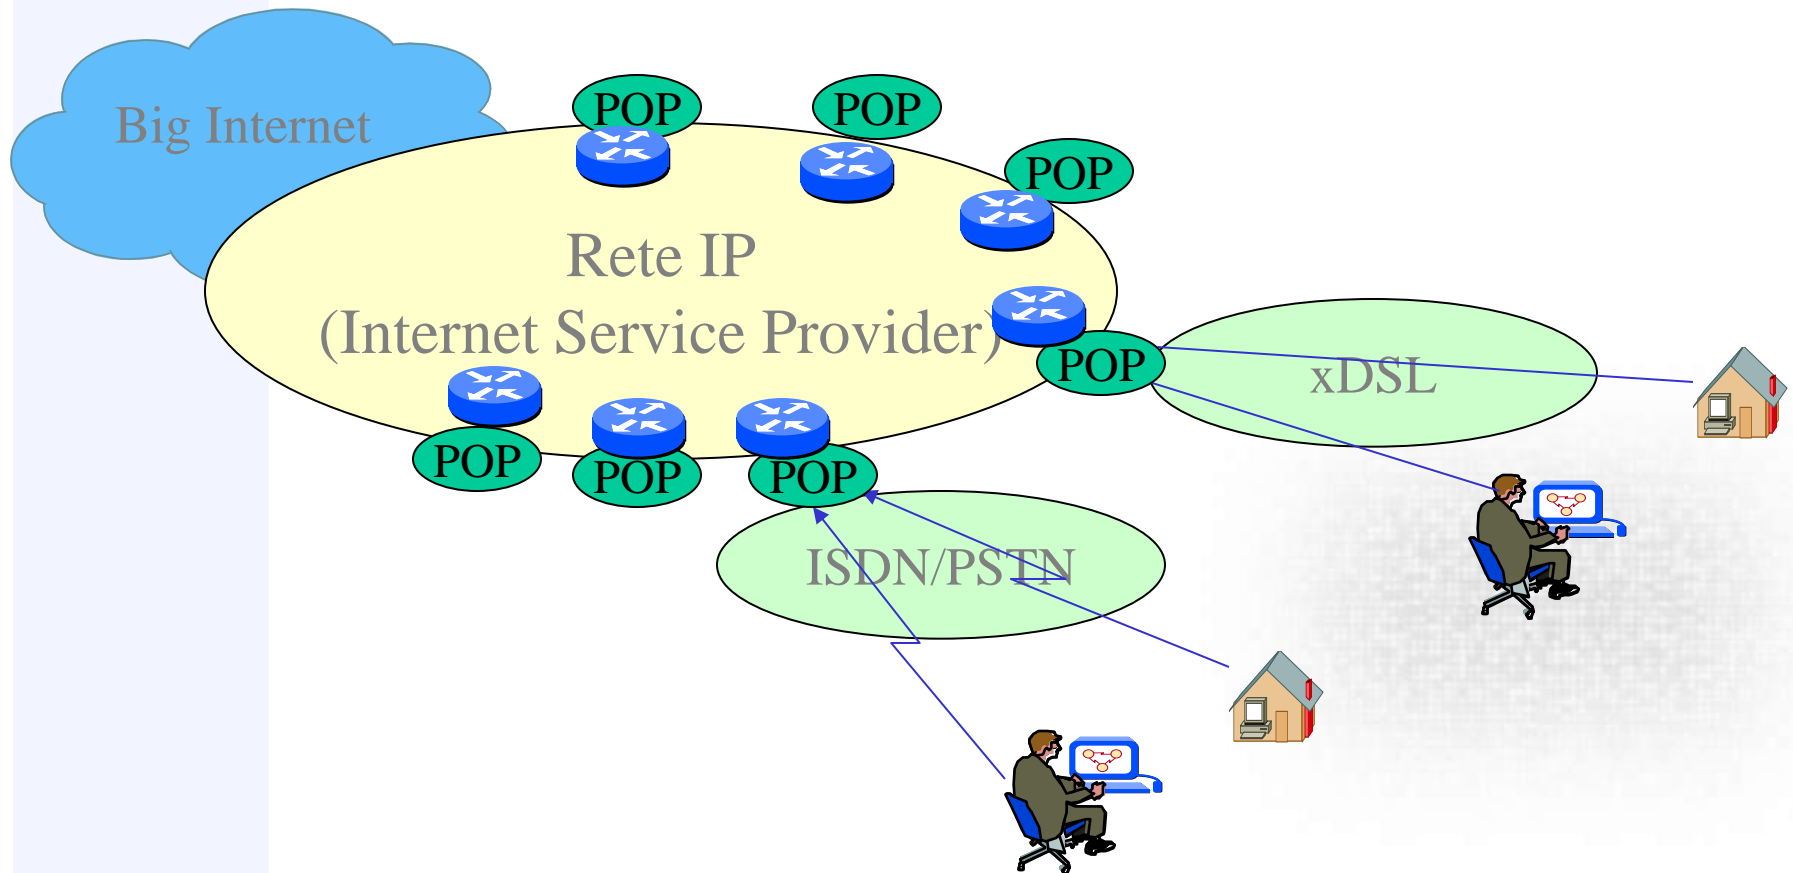 Big Internet
POP
POP
POP
Rete IP
(Internet Service Provider)
POP
xDSL
POP
POP
POP
ISDN/PSTN